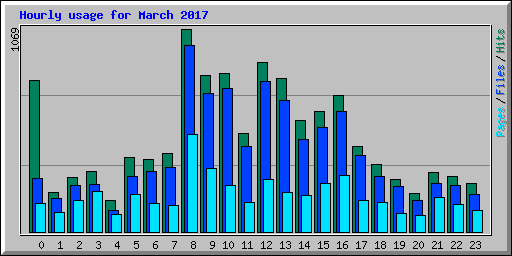 Hourly usage for March 2017
1069
Pages/Files/Hits
0 1 2 3 4 5 6 7 8 9 10 11 12 13 14 15 16 17 18 19 20 21 22 23